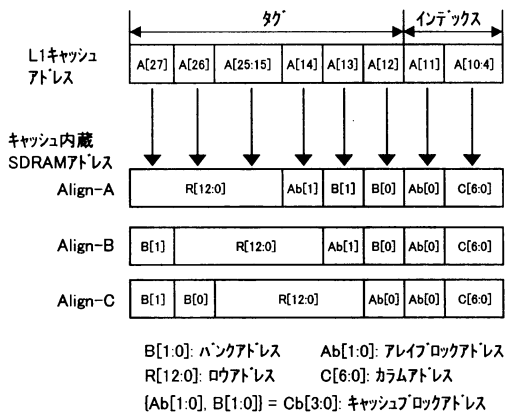 タグ インデックス
L1キャッシュ
アドレス
A[27] A[26] A[25:15] A[14] A[13] A[12] A[11] A[10:4]
キャッシュ内蔵
SDRAMアドレス
Align-A R[12:0] Ab[1] B[1] B[0] Ab[0] C[6:0]
Align-B B[1] R[12:0] Ab[1] B[0] Ab[0] C[6:0]
Align-C B[1] B[0] R[12:0] Ab[0] Ab[0] C[6:0]
B[1:0]: バンクアドレス Ab[1:0]: アレイブロックアドレス
R[12:0]: ロウアドレス C[6:0]: カラムアドレス
{Ab[1:0], B[1:0]} = Cb[3:0]: キャッシュブロックアドレス